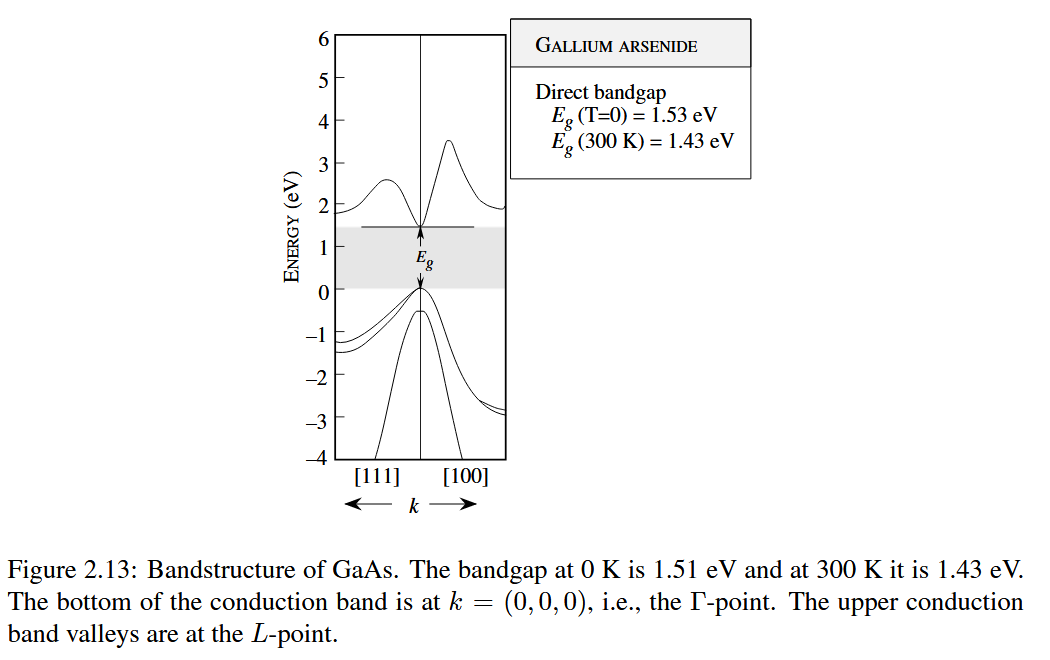 GALLIUM ARSENIDE
Direct bandgap
E_g (T=0) = 1.53 eV
E_g (300 K) = 1.43 eV
ENERGY (eV)
6
5
4
3
2
1
0
–1
–2
–3
–4
E_g
[111] [100]
k
Figure 2.13: Bandstructure of GaAs. The bandgap at 0 K is 1.51 eV and at 300 K it is 1.43 eV.
The bottom of the conduction band is at k = (0, 0, 0), i.e., the Γ-point. The upper conduction
band valleys are at the L-point.